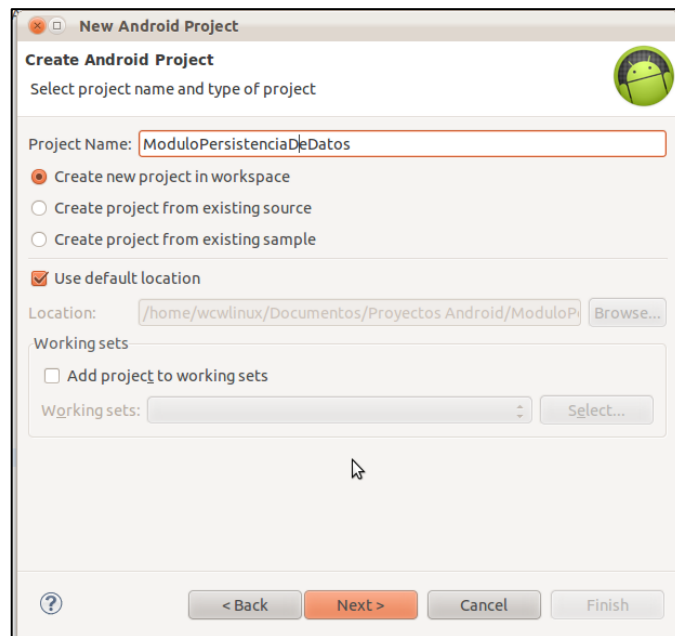 New Android Project
Create Android Project
Select project name and type of project
Project Name: ModuloPersistenciaDeDatos
Create new project in workspace
Create project from existing source
Create project from existing sample
Use default location
Location: /home/wcwlinux/Documentos/Proyectos Android/ModuloP Browse...
Working sets
Add project to working sets
Working sets: Select...
< Back Next > Cancel Finish